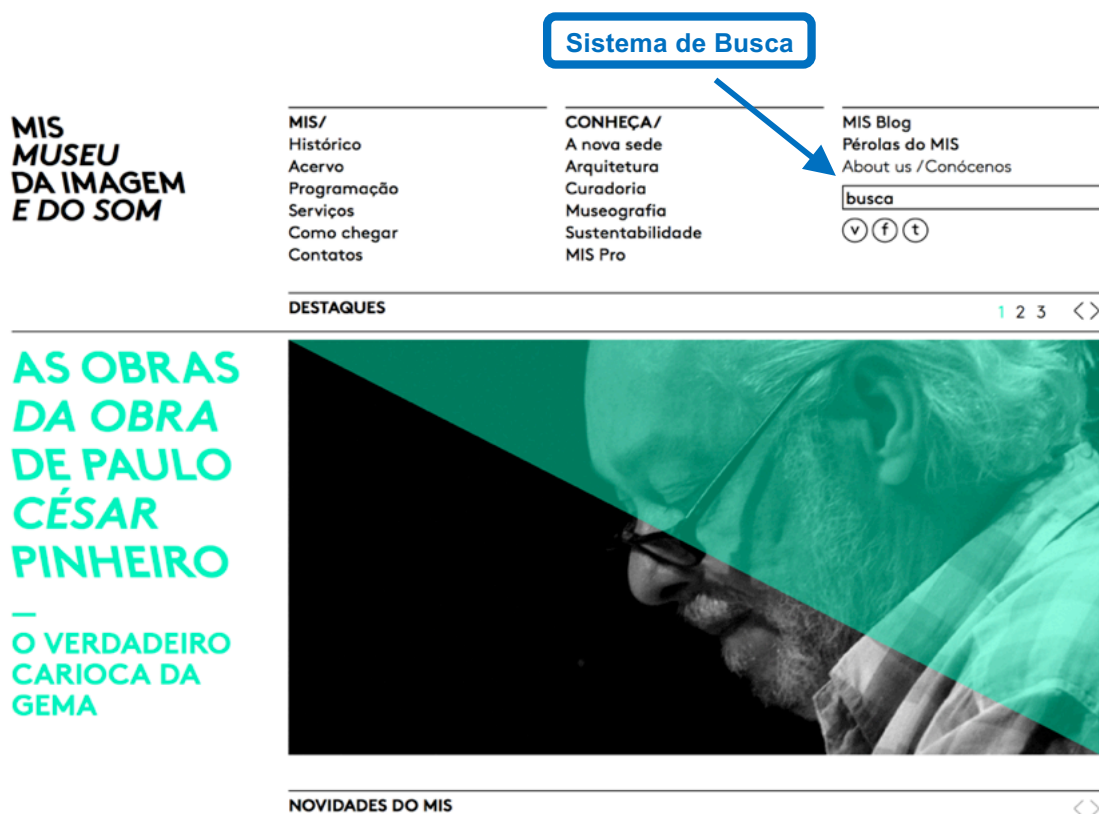 Sistema de Busca
MIS
MUSEU
DA IMAGEM
E DO SOM
MIS/
Histórico
Acervo
Programação
Serviços
Como chegar
Contatos
CONHEÇA/
A nova sede
Arquitetura
Curadoria
Museografia
Sustentabilidade
MIS Pro
MIS Blog
Pérolas do MIS
About us /Conócenos
busca
v f t
DESTAQUES
1 2 3 < >
AS OBRAS
DA OBRA
DE PAULO
CÉSAR
PINHEIRO
—
O VERDADEIRO
CARIOCA DA
GEMA
NOVIDADES DO MIS
< >